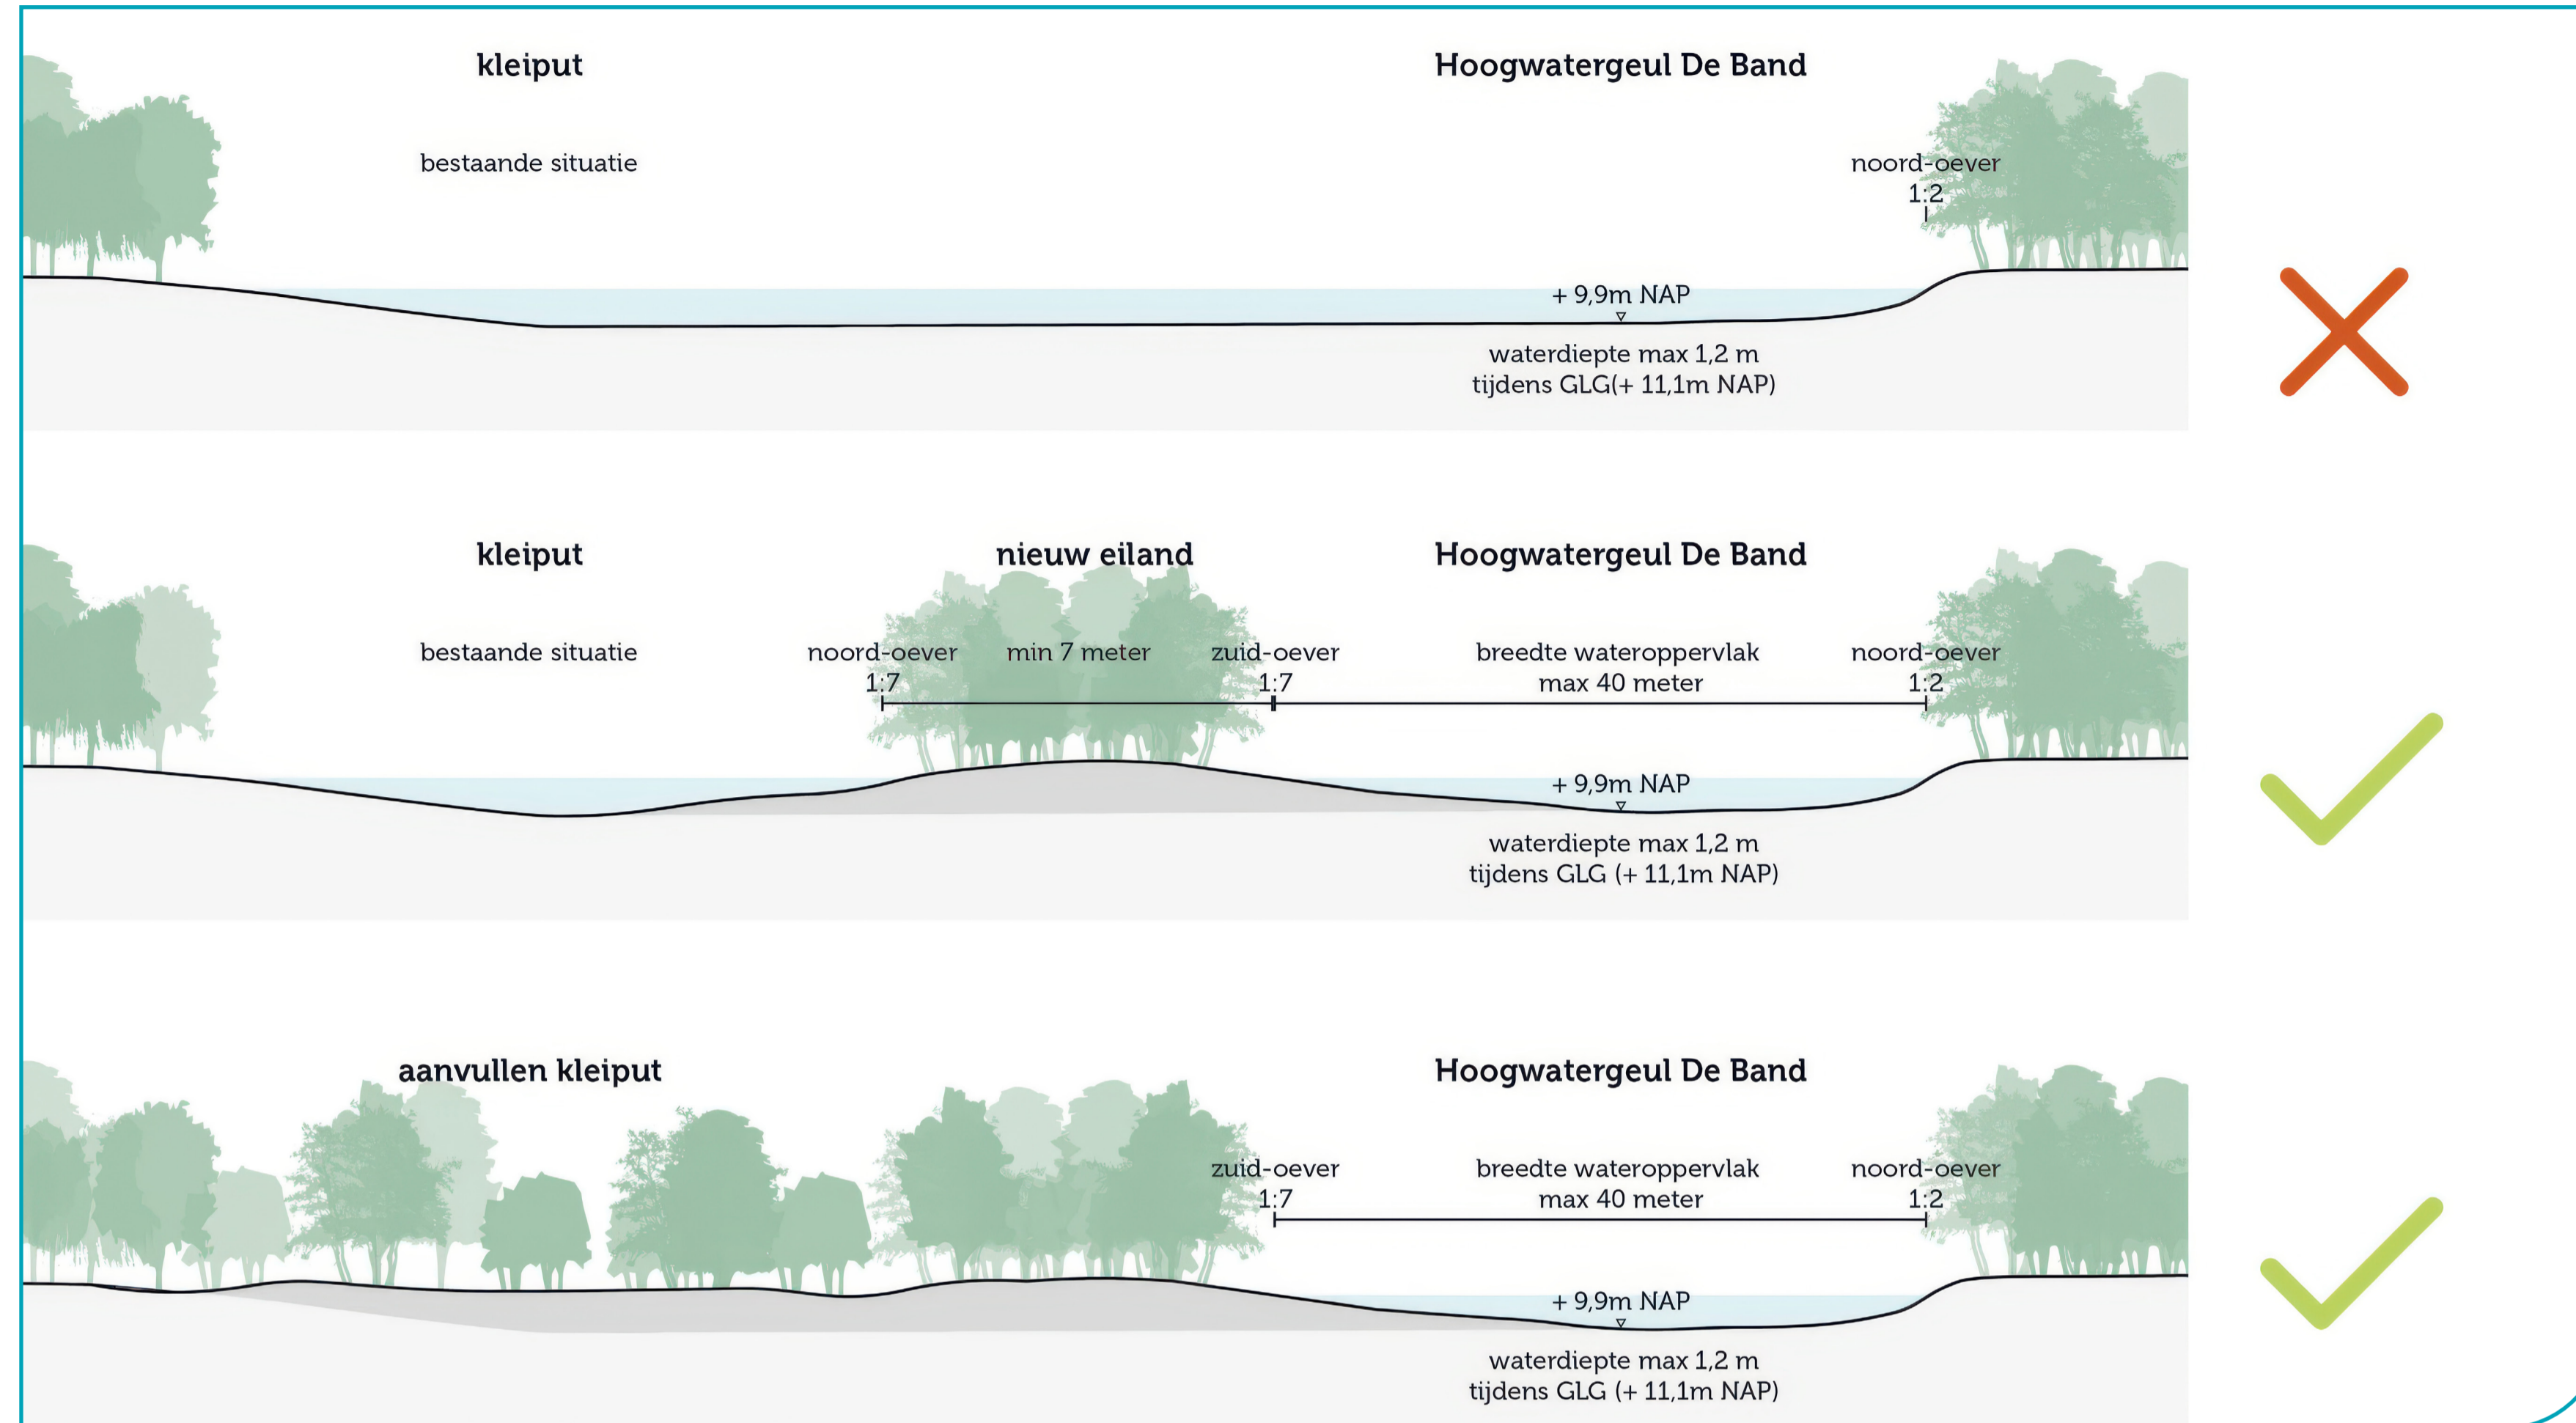 kleiput
Hoogwatergeul De Band
bestaande situatie
noord-oever
1:2
+ 9,9m NAP
waterdiepte max 1,2 m
tijdens GLG(+ 11,1m NAP)
kleiput
nieuw eiland
Hoogwatergeul De Band
bestaande situatie
noord-oever
1:7
min 7 meter
zuid-oever
1:7
breedte wateroppervlak
max 40 meter
noord-oever
1:2
+ 9,9m NAP
waterdiepte max 1,2 m
tijdens GLG (+ 11,1m NAP)
aanvullen kleiput
Hoogwatergeul De Band
zuid-oever
1:7
breedte wateroppervlak
max 40 meter
noord-oever
1:2
+ 9,9m NAP
waterdiepte max 1,2 m
tijdens GLG (+ 11,1m NAP)